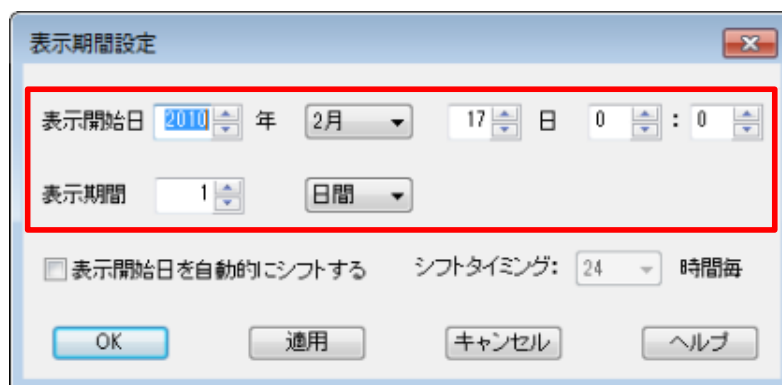 表示期間設定
表示開始日 2010 年 2月 17 日 0 : 0
表示期間 1 日間
表示開始日を自動的にシフトする シフトタイミング: 24 時間毎
OK 適用 キャンセル ヘルプ